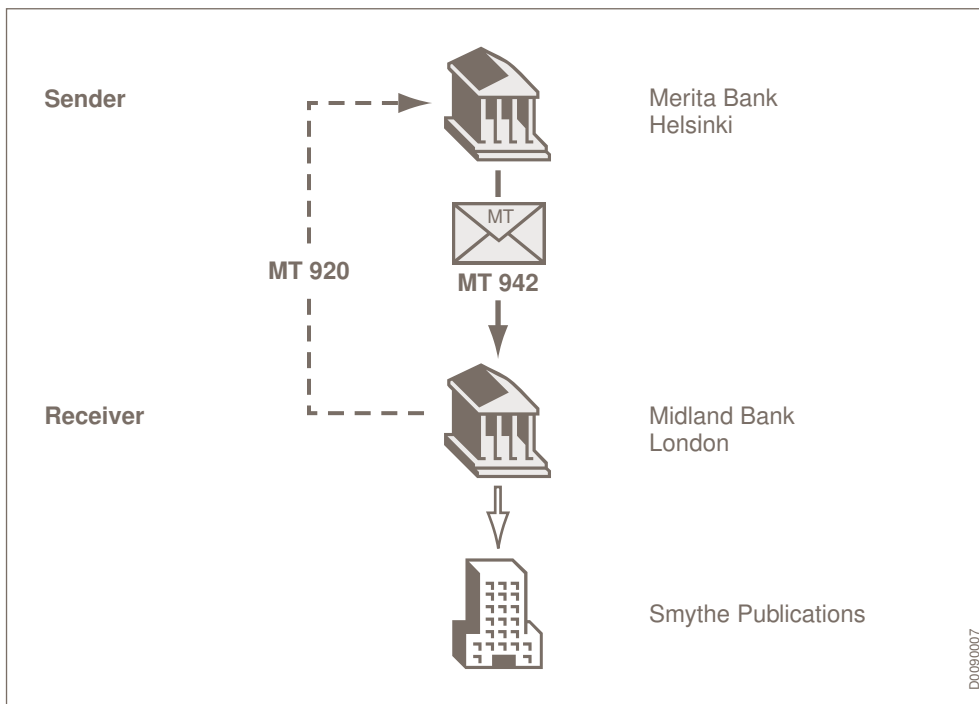 Sender
Merita Bank
Helsinki
MT
MT 920
MT 942
Receiver
Midland Bank
London
Smythe Publications
D0090007